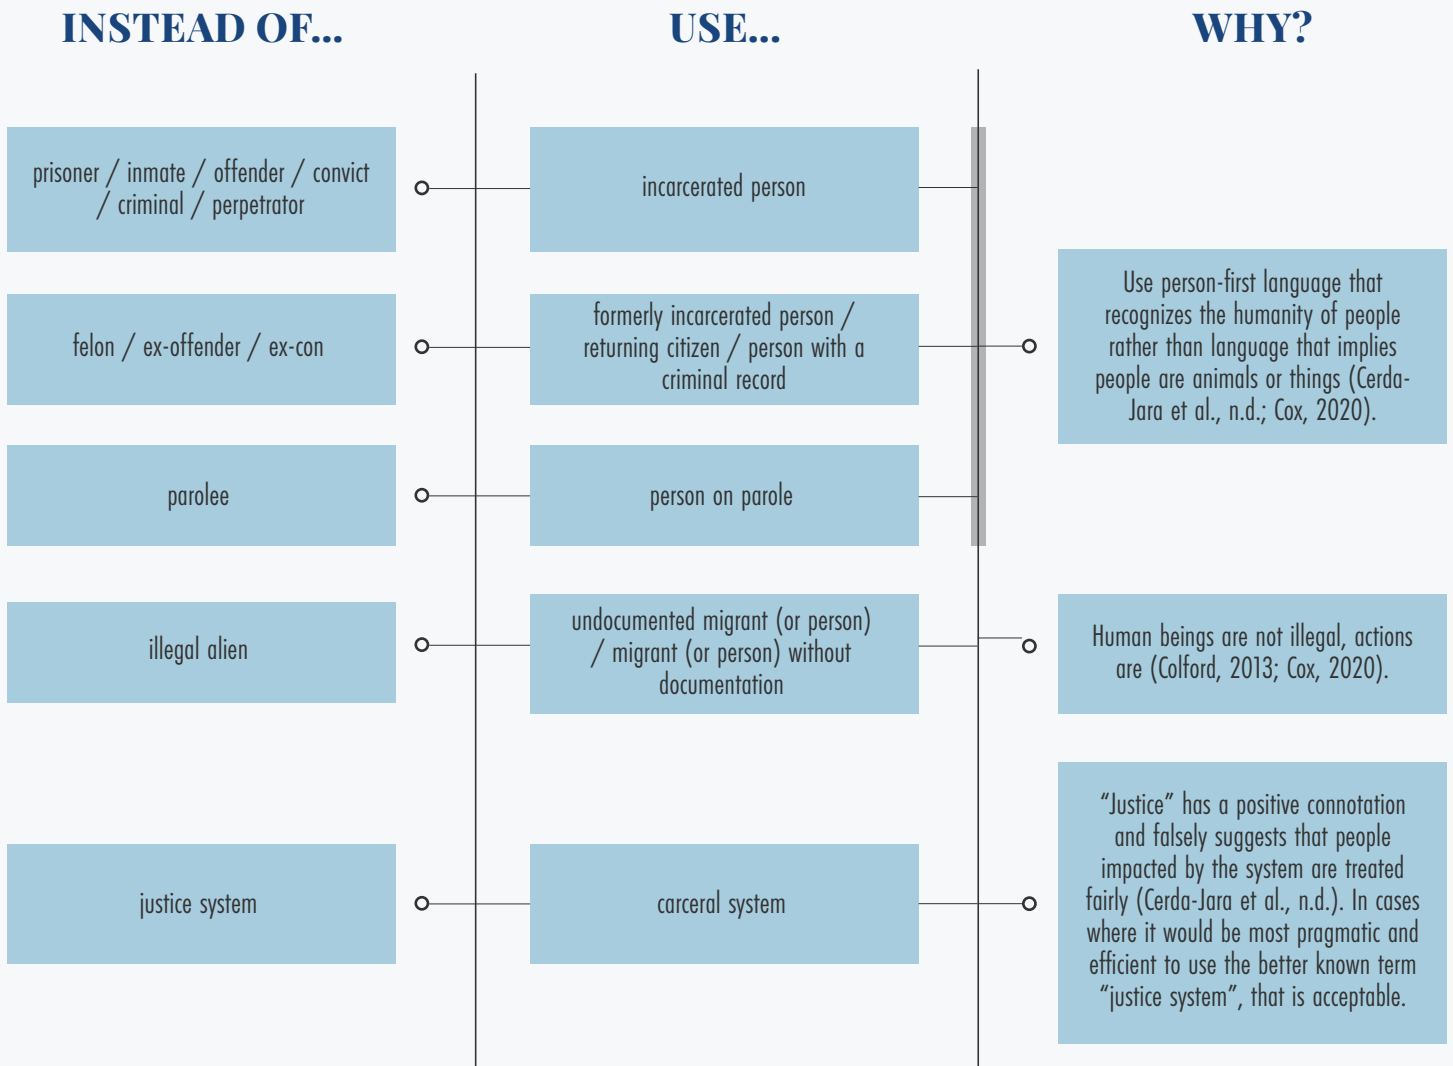 INSTEAD OF...
USE...
WHY?
prisoner / inmate / offender / convict
/ criminal / perpetrator
incarcerated person
felon / ex-offender / ex-con
formerly incarcerated person /
returning citizen / person with a
criminal record
parolee
person on parole
Use person-first language that
recognizes the humanity of people
rather than language that implies
people are animals or things (Cerda-
Jara et al., n.d.; Cox, 2020).
illegal alien
undocumented migrant (or person)
/ migrant (or person) without
documentation
Human beings are not illegal, actions
are (Colford, 2013; Cox, 2020).
justice system
carceral system
“Justice” has a positive connotation
and falsely suggests that people
impacted by the system are treated
fairly (Cerda-Jara et al., n.d.). In cases
where it would be most pragmatic and
efficient to use the better known term
“justice system”, that is acceptable.